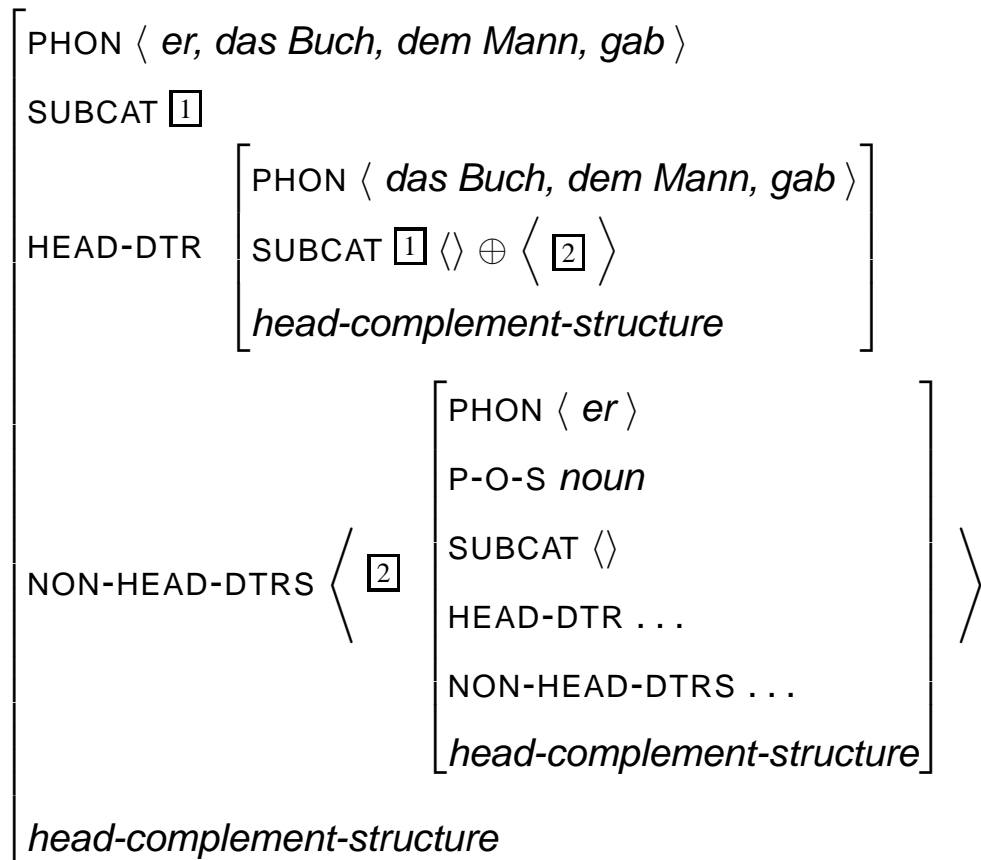 PHON ⟨ er, das Buch, dem Mann, gab ⟩
SUBCAT 1
HEAD-DTR
PHON ⟨ das Buch, dem Mann, gab ⟩
SUBCAT 1 ⟨⟩ ⊕ ⟨ 2 ⟩
head-complement-structure
NON-HEAD-DTRS ⟨ 2
PHON ⟨ er ⟩
P-O-S noun
SUBCAT ⟨⟩
HEAD-DTR ...
NON-HEAD-DTRS ...
head-complement-structure
⟩
head-complement-structure